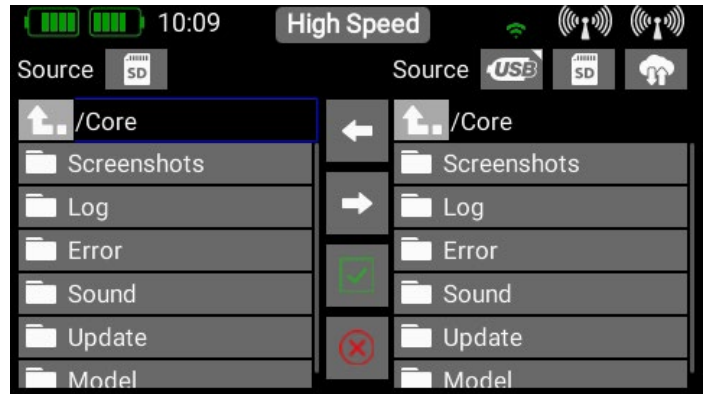 10:09 High Speed
Source SD Source USB SD
/Core
/Core
Screenshots
Screenshots
Log
Log
Error
Error
Sound
Sound
Update
Update
Model
Model